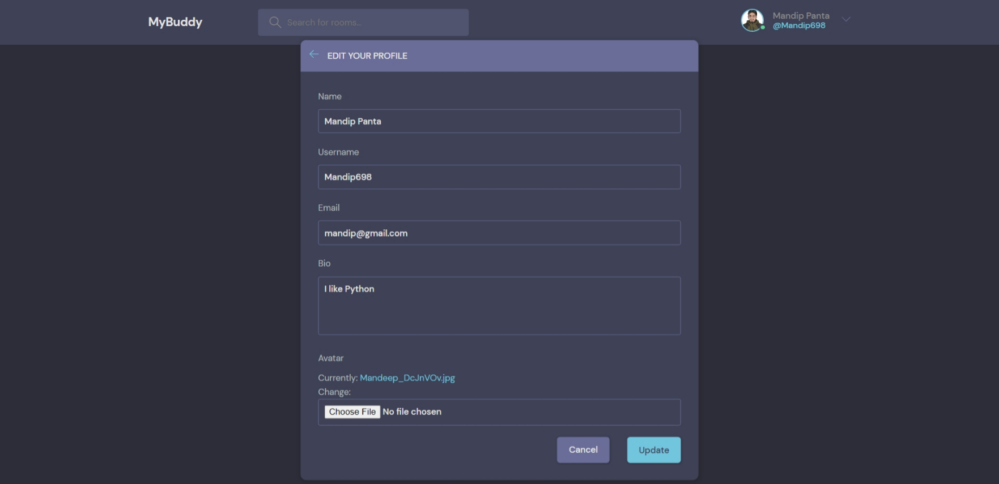 MyBuddy
Search for rooms...
Mandip Panta
@Mandip698
EDIT YOUR PROFILE
Name
Mandip Panta
Username
Mandip698
Email
mandip@gmail.com
Bio
I like Python
Avatar
Currently: Mandeep_DcJnVOv.jpg
Change:
Choose File No file chosen
Cancel
Update